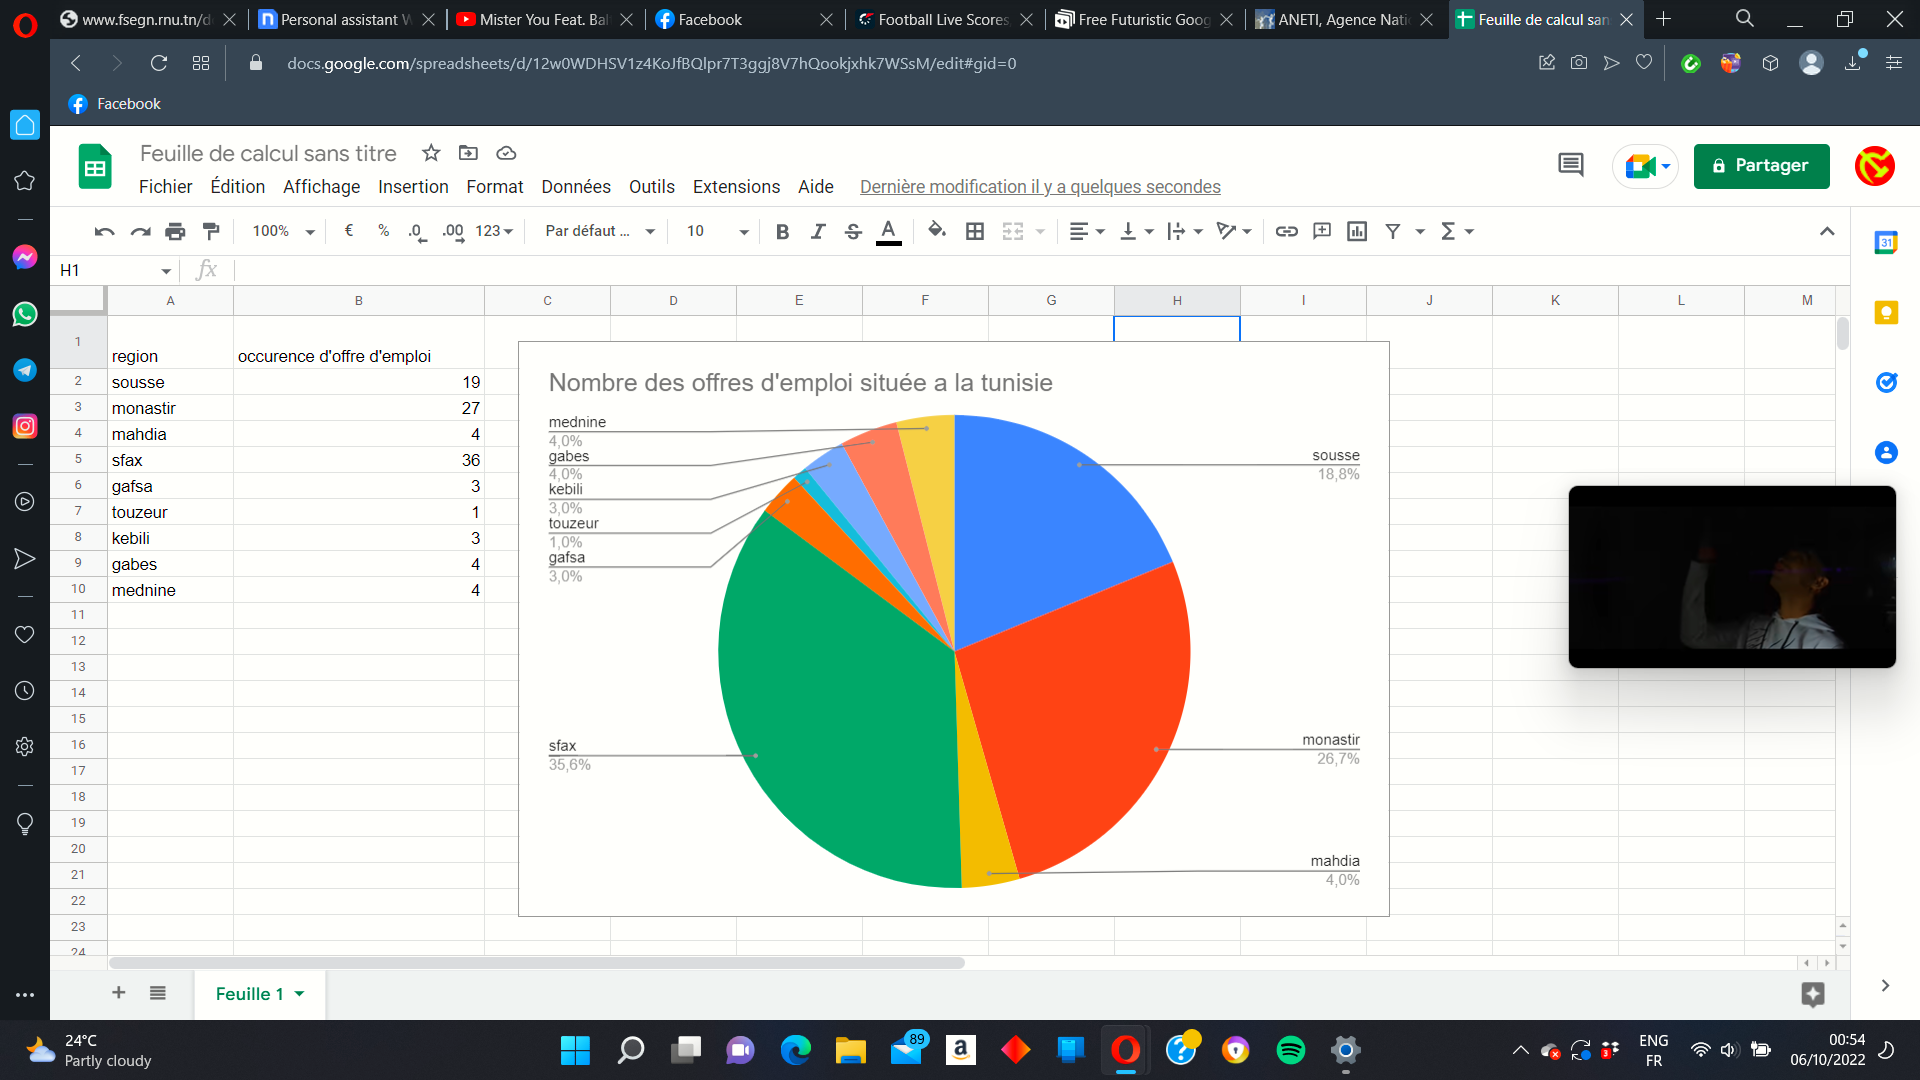 www.fsegn.rnu.tn/d
Personal assistant W
Mister You Feat. Bal
Facebook
Football Live Scores,
Free Futuristic Goog
ANETI, Agence Nati
Feuille de calcul san
docs.google.com/spreadsheets/d/12w0WDHSV1z4KoJfBQlpr7T3ggj8V7hQookjxhk7WSsM/edit#gid=0
Facebook
Feuille de calcul sans titre
Fichier Édition Affichage Insertion Format Données Outils Extensions Aide Dernière modification il y a quelques secondes
Partager
100% € % .0 .00 123 Par défaut ... 10 B I S A
H1 fx
A B C D E F G H I J K L M
1 region occurence d'offre d'emploi
2 sousse 19
3 monastir 27
4 mahdia 4
5 sfax 36
6 gafsa 3
7 touzeur 1
8 kebili 3
9 gabes 4
10 mednine 4
11
12
13
14
15
16
17
18
19
20
21
22
23
24
Nombre des offres d'emploi située a la tunisie
mednine
4,0%
gabes
4,0%
kebili
3,0%
touzeur
1,0%
gafsa
3,0%
sfax
35,6%
sousse
18,8%
monastir
26,7%
mahdia
4,0%
31
Feuille 1
24°C
Partly cloudy
89
a
3
ENG
FR
00:54
06/10/2022